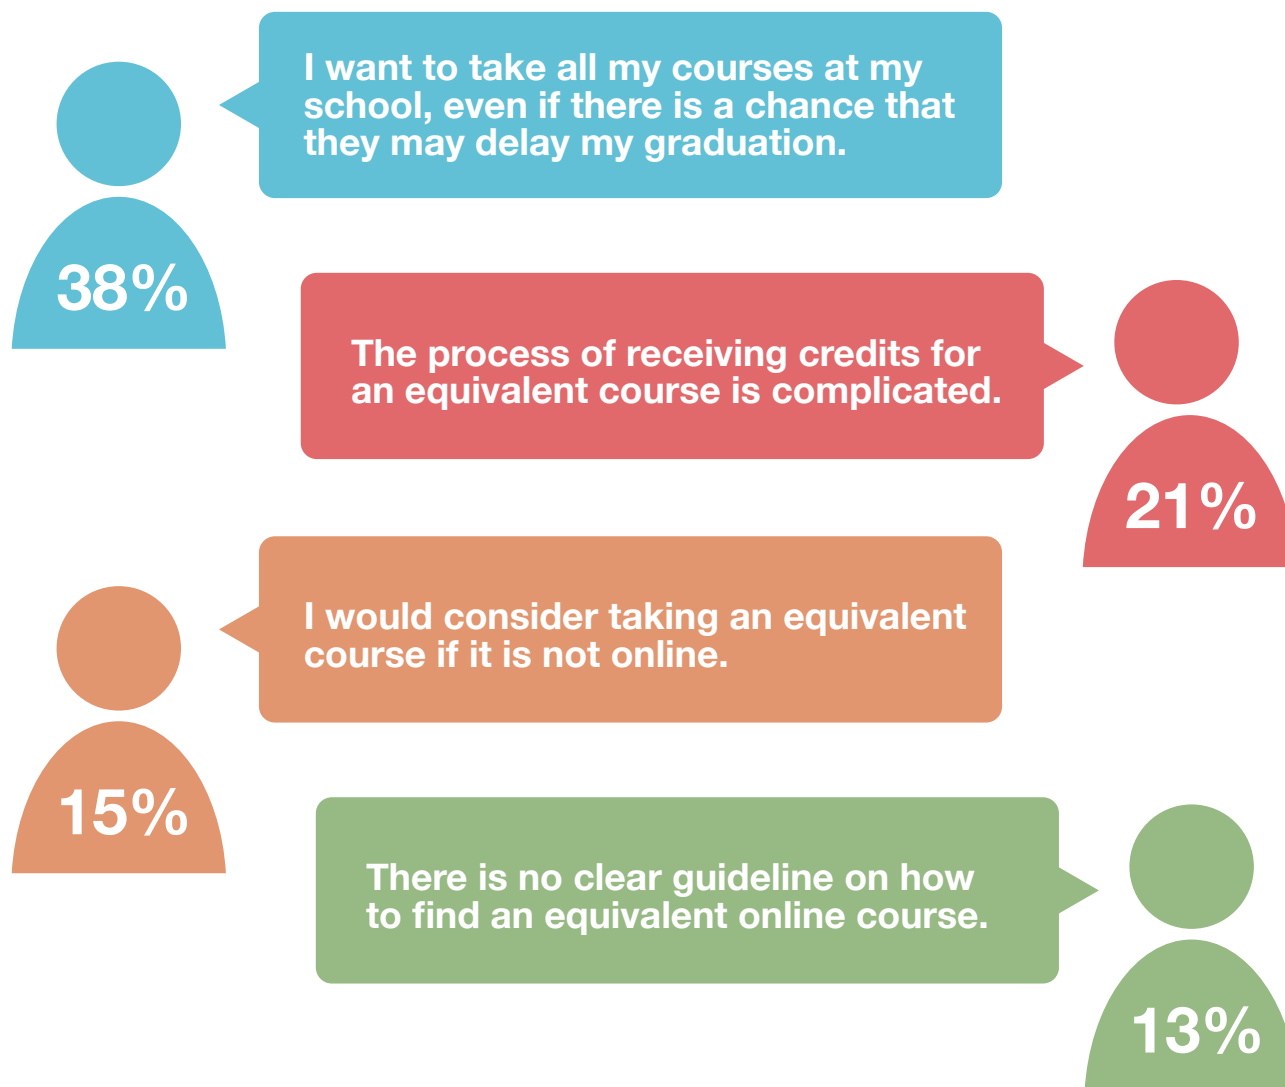 I want to take all my courses at my
school, even if there is a chance that
they may delay my graduation.
38%
The process of receiving credits for
an equivalent course is complicated.
21%
I would consider taking an equivalent
course if it is not online.
15%
There is no clear guideline on how
to find an equivalent online course.
13%